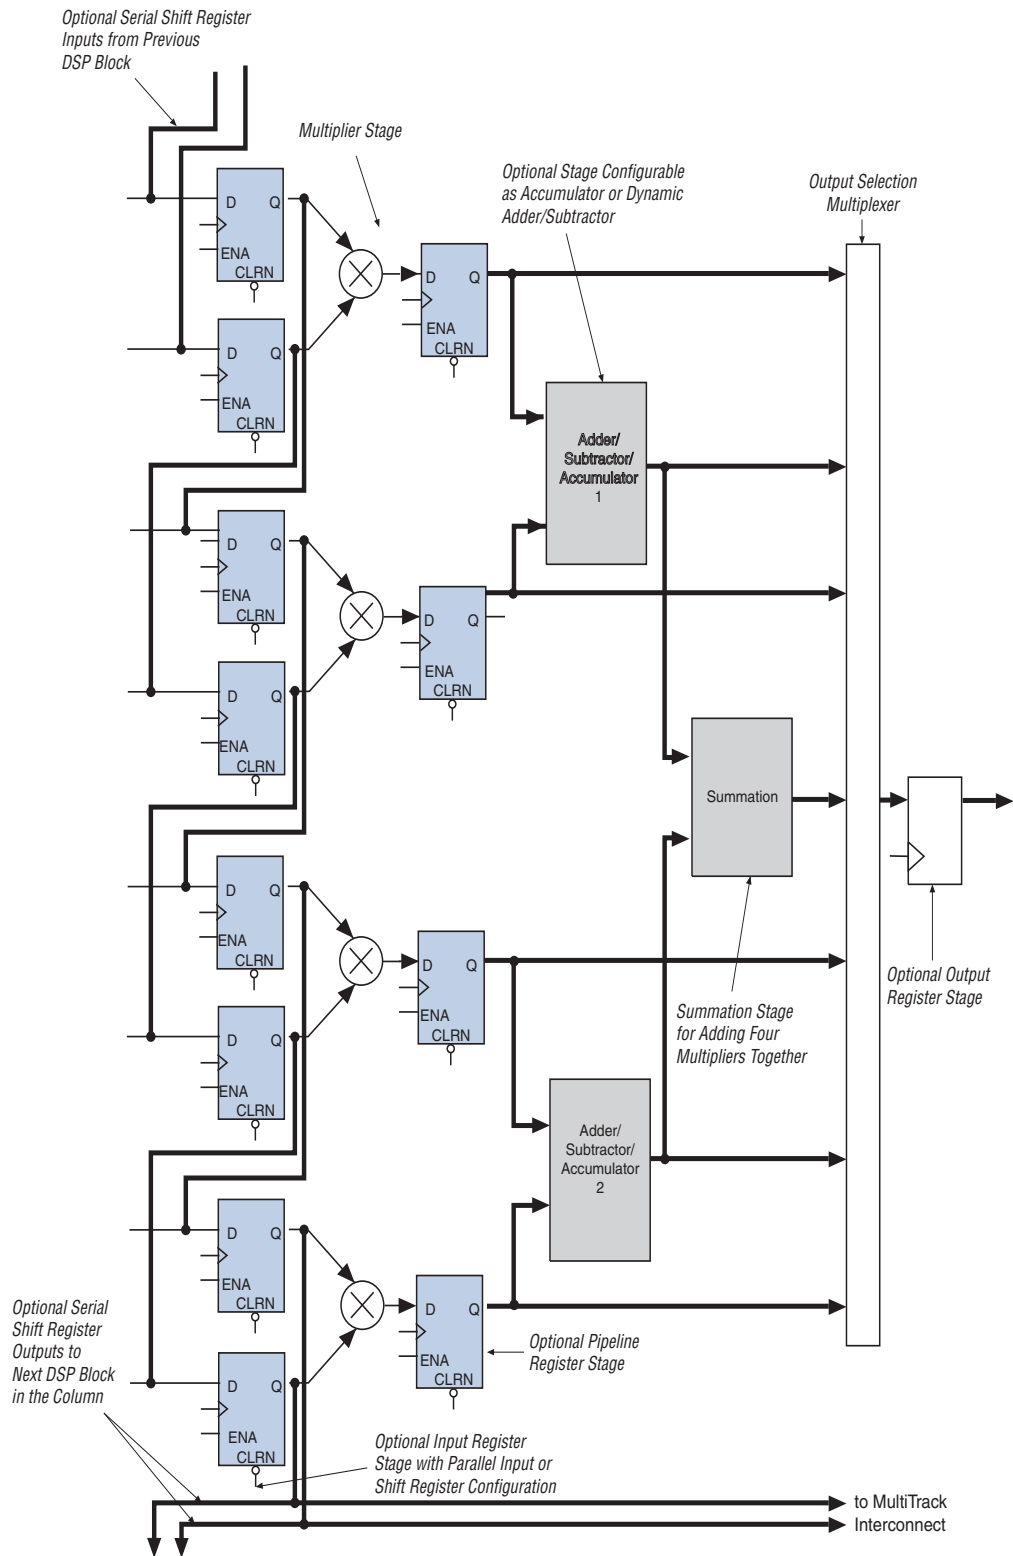 Optional Serial Shift Register
Inputs from Previous
DSP Block
Multiplier Stage
Optional Stage Configurable
as Accumulator or Dynamic
Adder/Subtractor
Output Selection
Multiplexer
D Q
ENA
CLRN
D Q
ENA
CLRN
D Q
ENA
CLRN
Adder/
Subtractor/
Accumulator
1
D Q
ENA
CLRN
D Q
ENA
CLRN
D Q
ENA
CLRN
Summation
D Q
ENA
CLRN
D Q
ENA
CLRN
Optional Output
Register Stage
Summation Stage
for Adding Four
Multipliers Together
D Q
ENA
CLRN
Adder/
Subtractor/
Accumulator
2
D Q
ENA
CLRN
D Q
ENA
CLRN
Optional Serial
Shift Register
Outputs to
Next DSP Block
in the Column
Optional Pipeline
Register Stage
D Q
ENA
CLRN
Optional Input Register
Stage with Parallel Input or
Shift Register Configuration
to MultiTrack
Interconnect